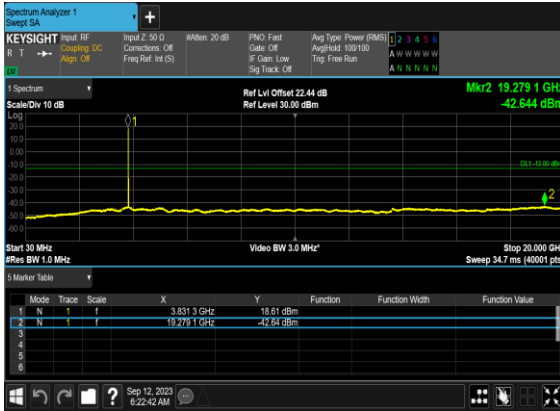 Spectrum Analyzer 1
Swept SA
+
KEYSIGHT Input: RF Input Z: 50 Ω #Atten: 20 dB PNO: Fast Avg Type: Power (RMS) 1 2 3 4 5 6
R T Coupling: DC Corrections: Off Gate: Off Avg|Hold: 100/100 A W W W W W
Align: Off Freq Ref: Int (S) IF Gain: Low Trig: Free Run
Sig Track: Off A N N N N N
1 Spectrum Ref Lvl Offset 22.44 dB Mkr2 19.279 1 GHz
Scale/Div 10 dB Ref Level 30.00 dBm -42.644 dBm
Log
20.0 1
10.0
0.00
-10.0 DL1 -13.00 dBm
-20.0
-30.0
-40.0 2
-50.0
-60.0
Start 30 MHz Video BW 3.0 MHz* Stop 20.000 GHz
#Res BW 1.0 MHz Sweep 34.7 ms (40001 pts)
5 Marker Table
Mode Trace Scale X Y Function Function Width Function Value
1 N 1 f 3.831 3 GHz 18.61 dBm
2 N 1 f 19.279 1 GHz -42.64 dBm
3
4
5
6
? Sep 12, 2023
6:22:42 AM